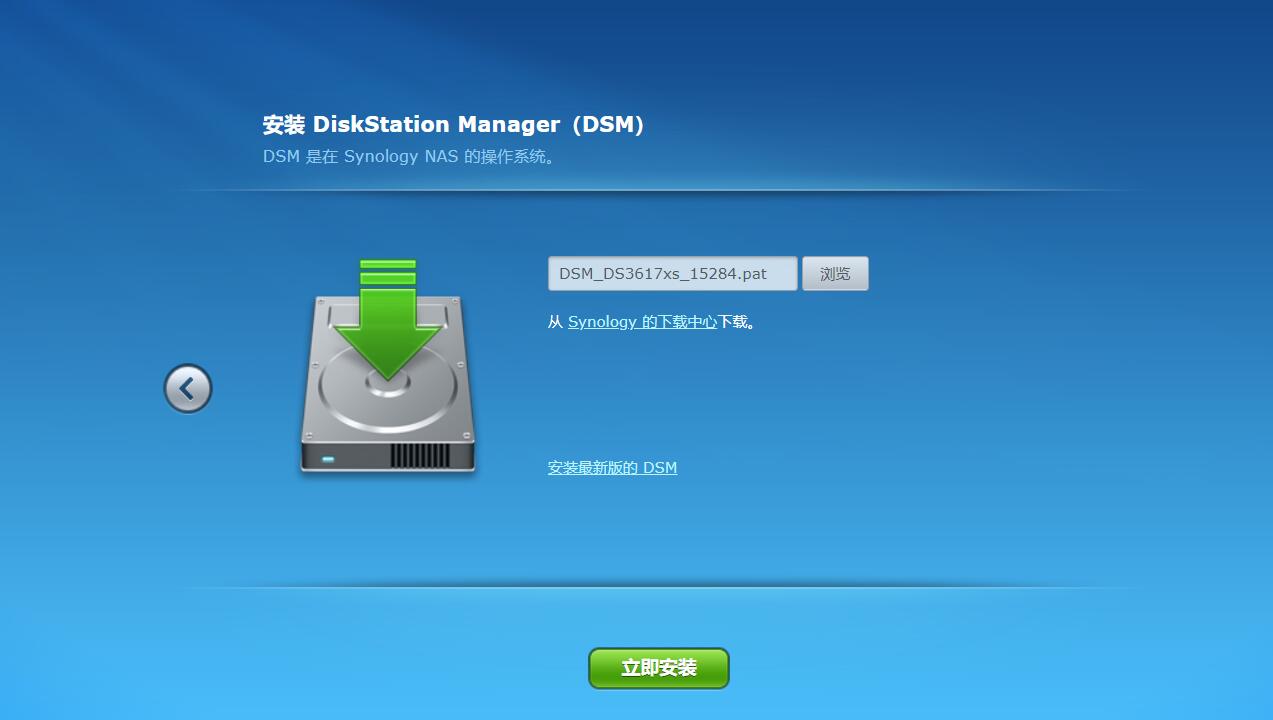 安装 DiskStation Manager（DSM）
DSM 是在 Synology NAS 的操作系统。
DSM_DS3617xs_15284.pat 浏览
从 Synology 的下载中心下载。
安装最新版的 DSM
立即安装